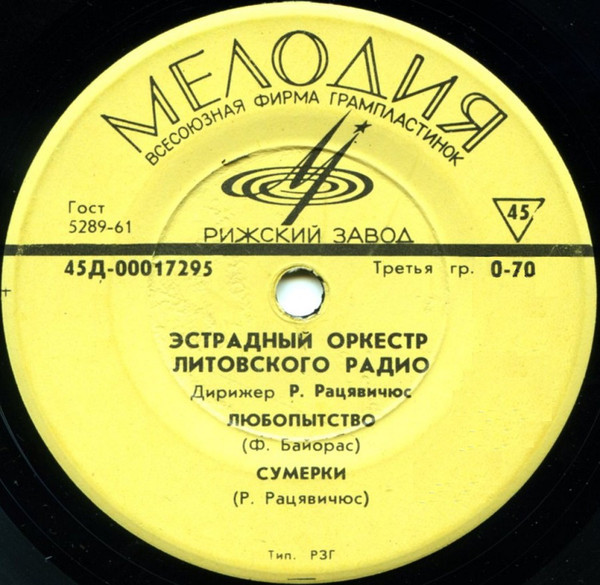 МЕЛОДИЯ
ВСЕСОЮЗНАЯ ФИРМА ГРАМПЛАСТИНОК
Гост
5289-61
45
РИЖСКИЙ ЗАВОД
45Д-00017295
Третья гр. 0-70
ЭСТРАДНЫЙ ОРКЕСТР
ЛИТОВСКОГО РАДИО
Дирижер Р. Рацявичюс
ЛЮБОПЫТСТВО
(Ф. Байорас)
СУМЕРКИ
(Р. Рацявичюс)
Тип. РЗГ